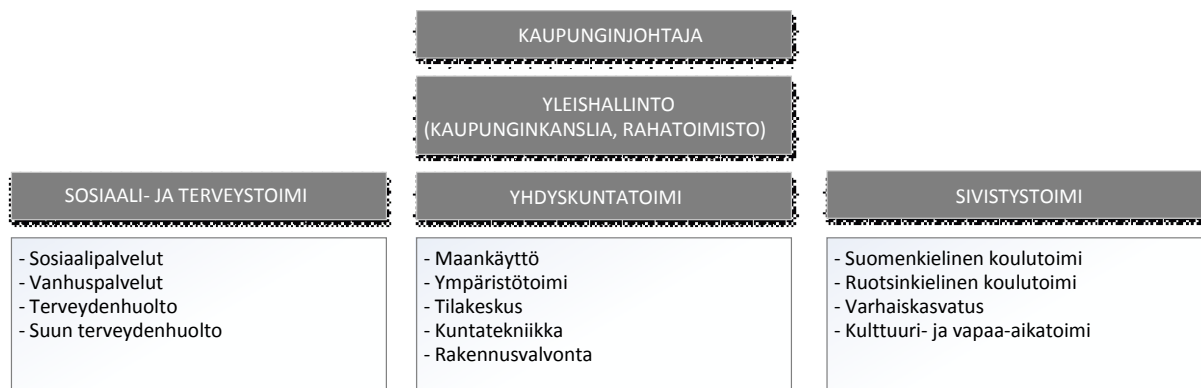 KAUPUNGINJOHTAJA
YLEISHALLINTO
(KAUPUNGINKANSLIA, RAHATOIMISTO)
SOSIAALI- JA TERVEYSTOIMI
- Sosiaalipalvelut
- Vanhuspalvelut
- Terveydenhuolto
- Suun terveydenhuolto
YHDYSKUNTATOIMI
- Maankäyttö
- Ympäristötoimi
- Tilakeskus
- Kuntatekniikka
- Rakennusvalvonta
SIVISTYSTOIMI
- Suomenkielinen koulutoimi
- Ruotsinkielinen koulutoimi
- Varhaiskasvatus
- Kulttuuri- ja vapaa-aikatoimi